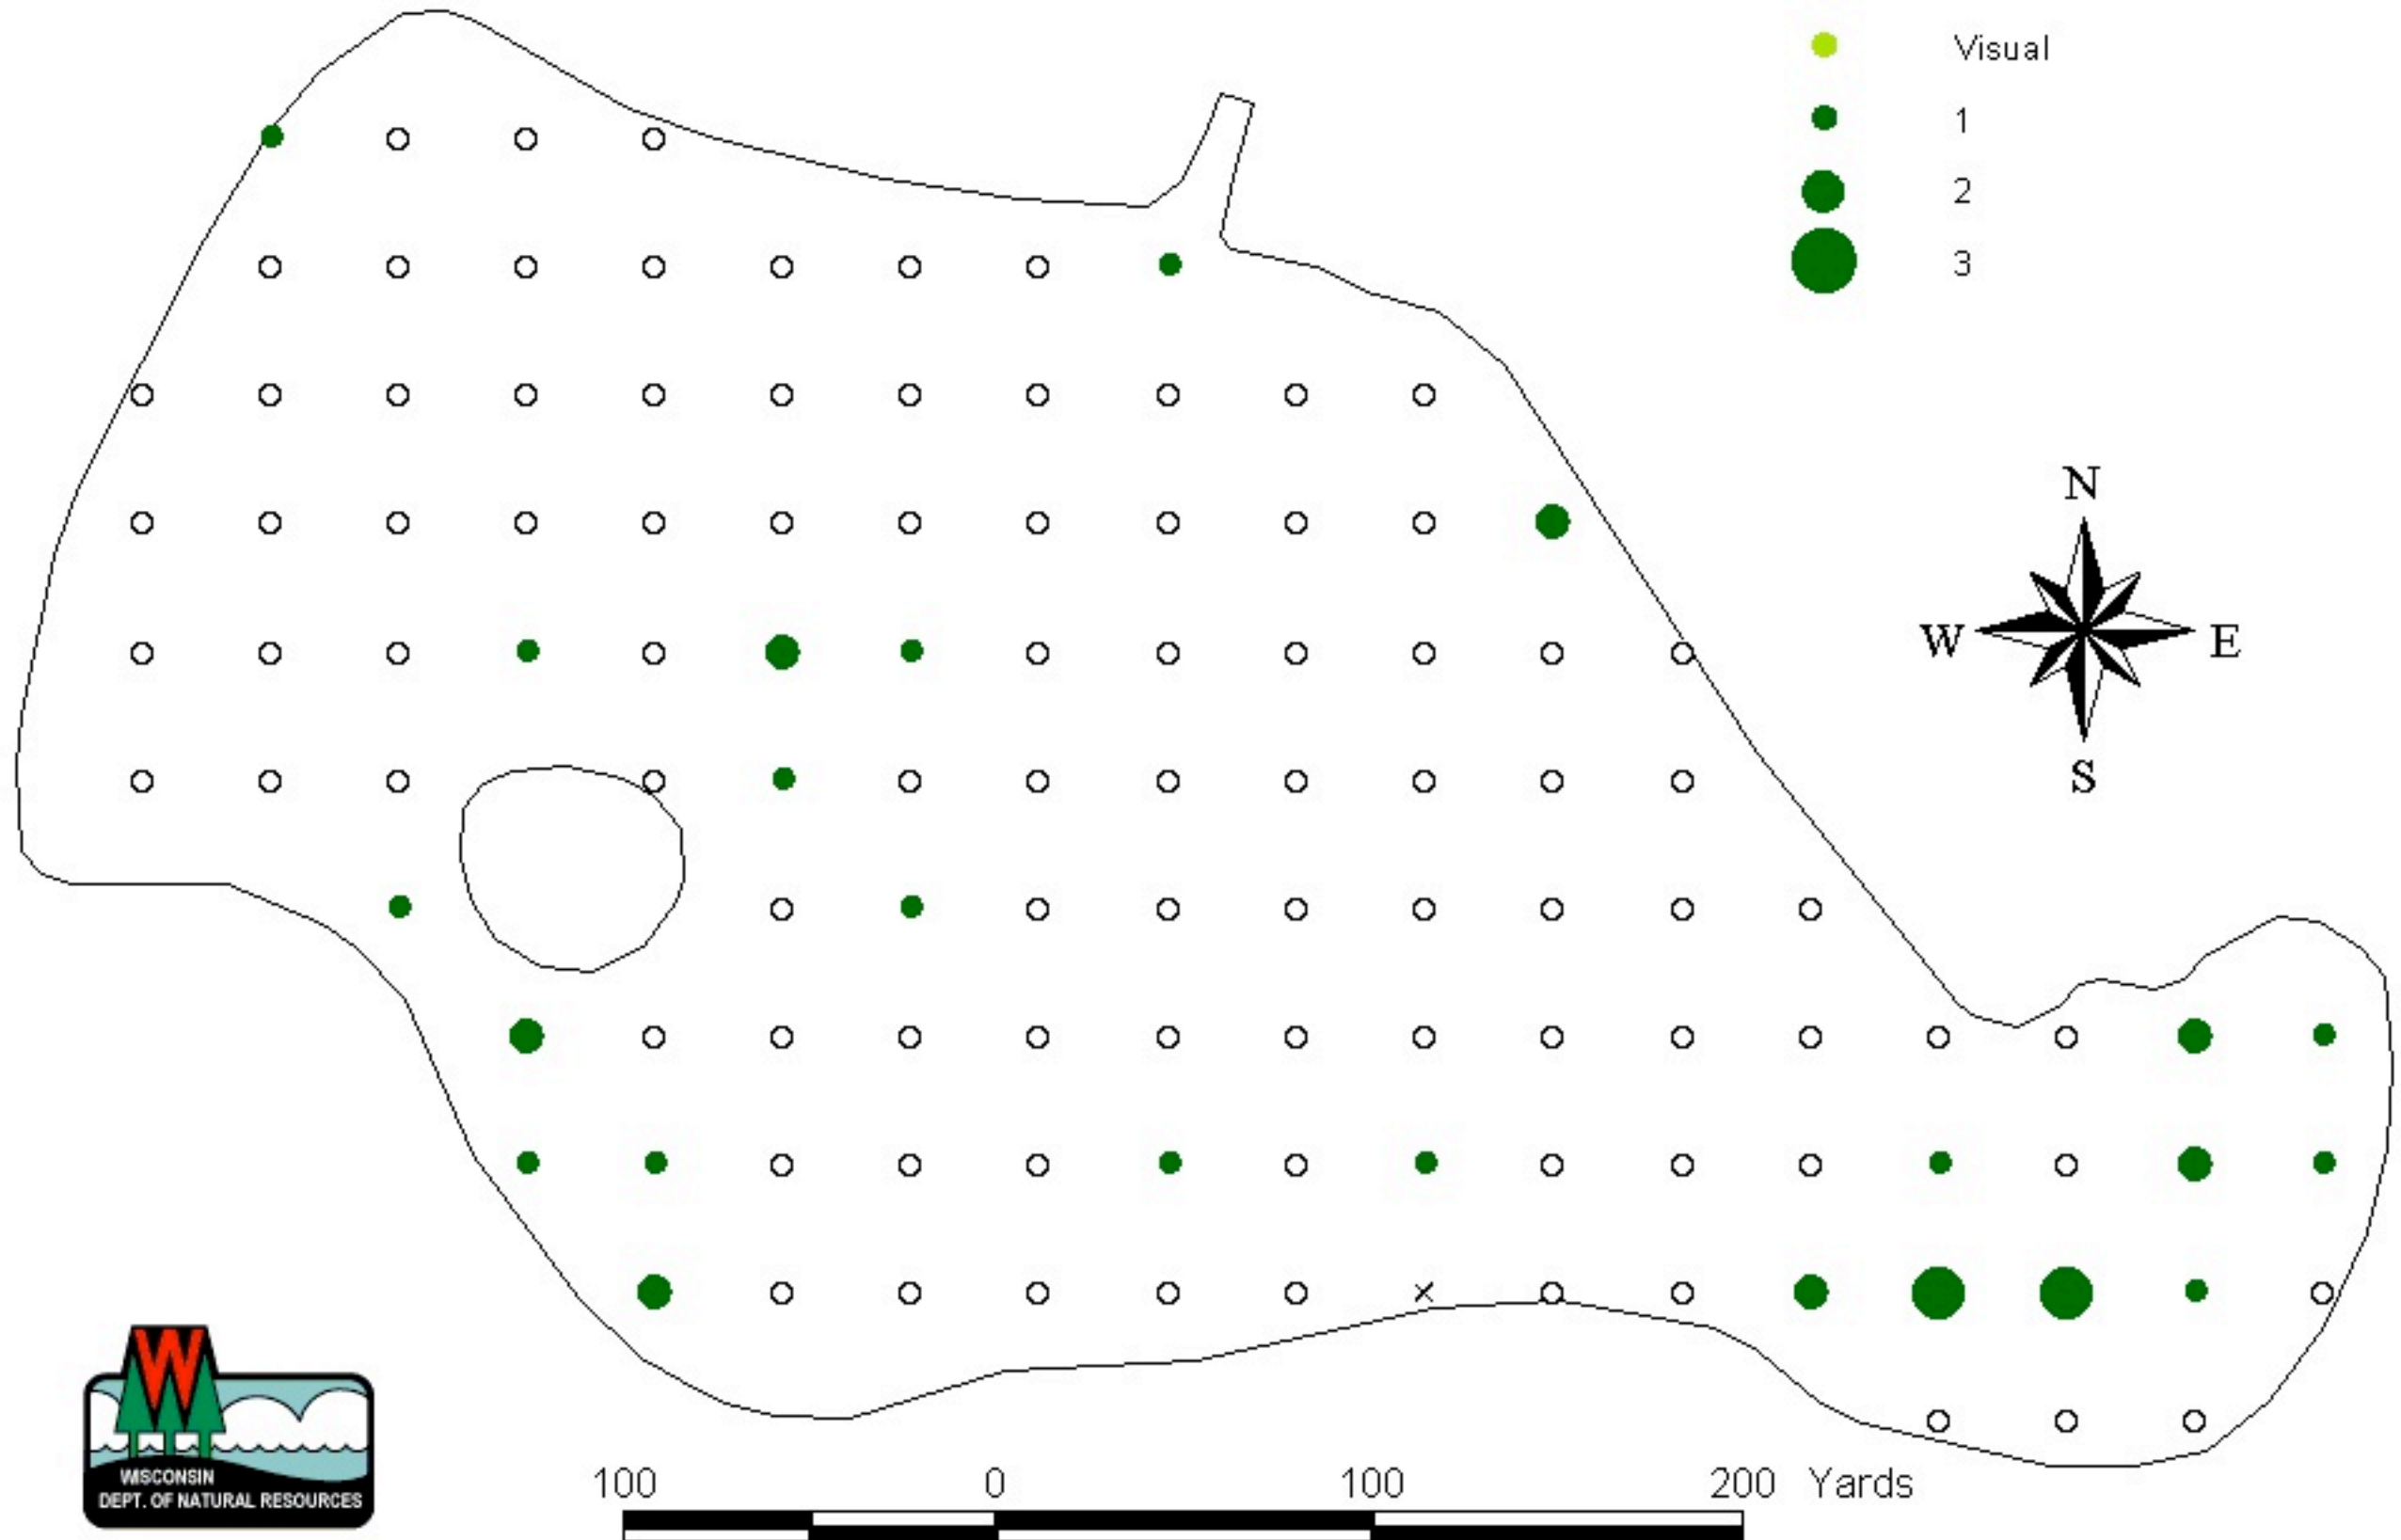 Visual
1
2
3
N
W E
S
W
WISCONSIN
DEPT. OF NATURAL RESOURCES
100 0 100 200 Yards